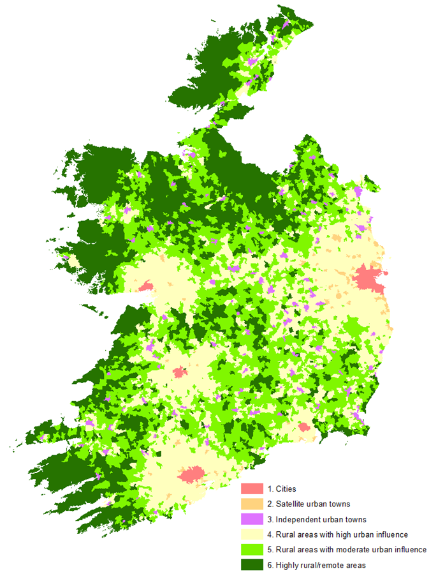 1. Cities
2. Satellite urban towns
3. Independent urban towns
4. Rural areas with high urban influence
5. Rural areas with moderate urban influence
6. Highly rural/remote areas